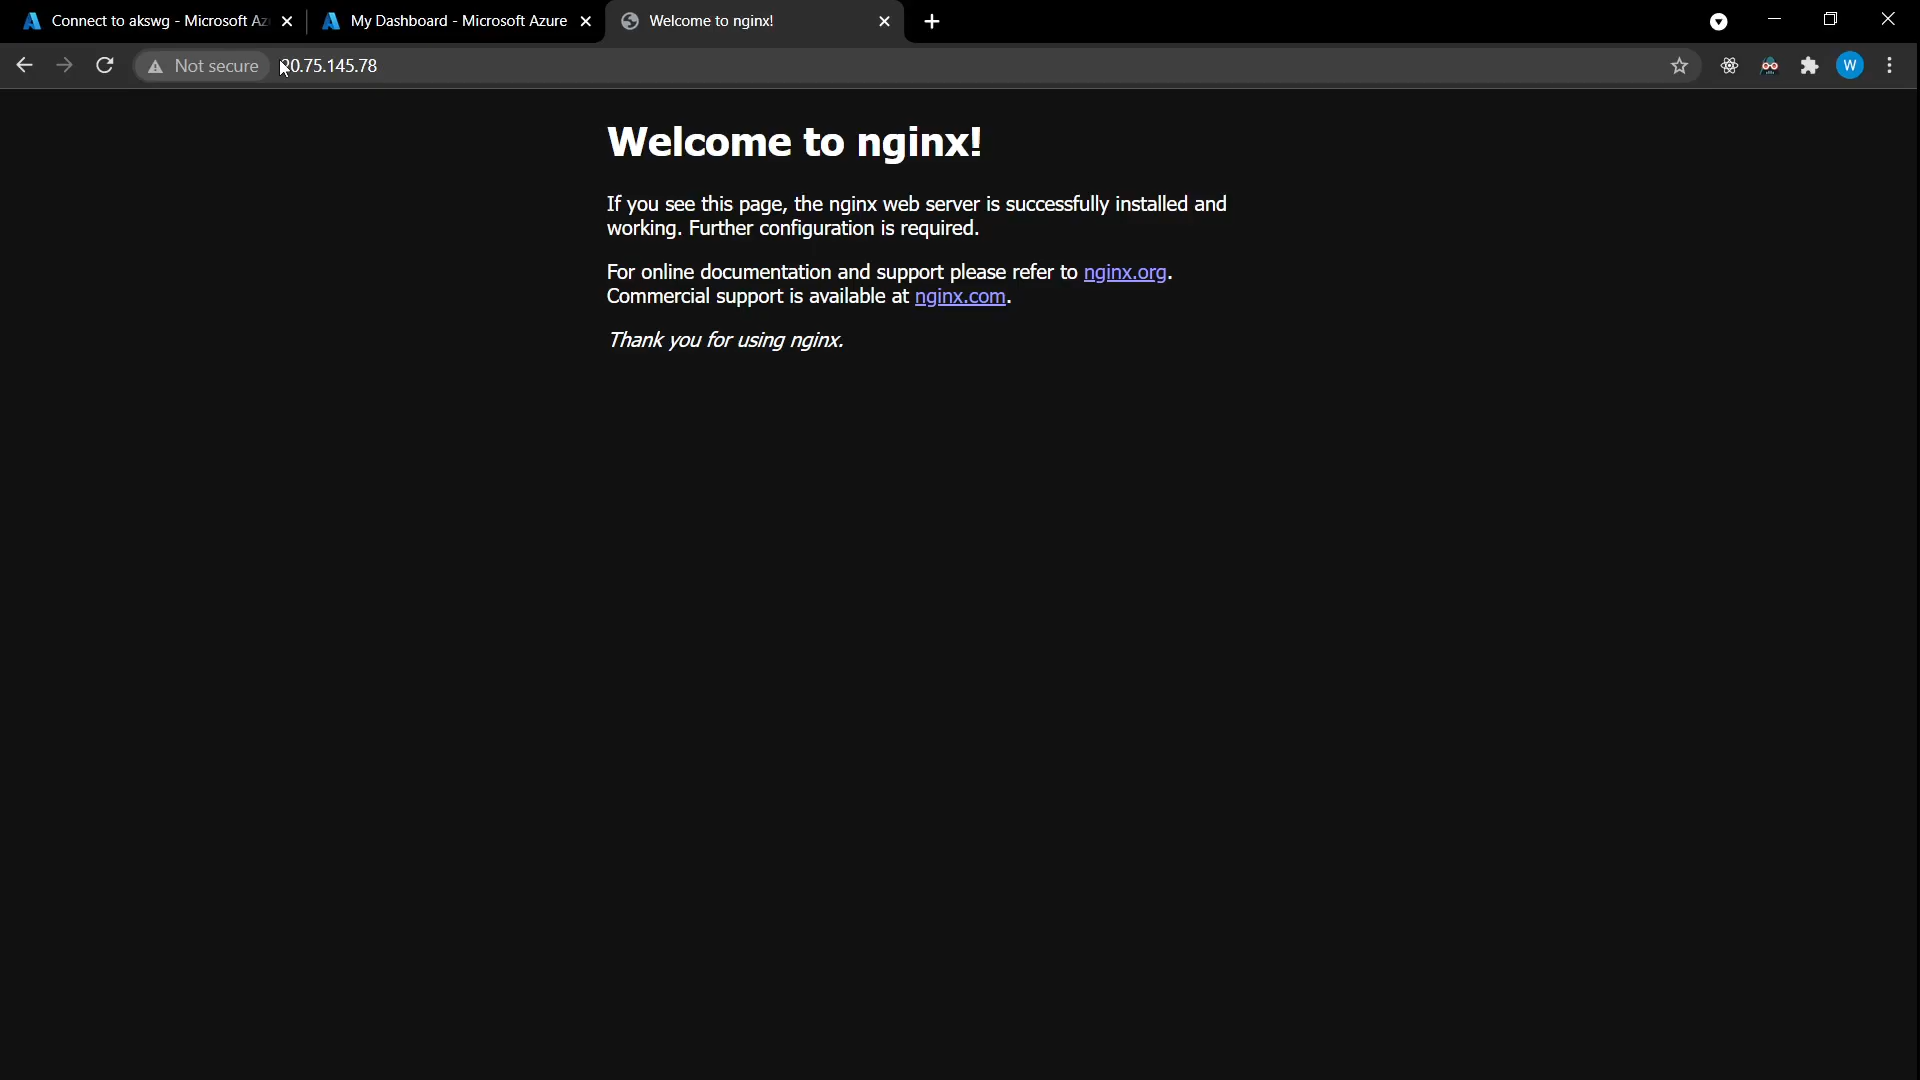 Connect to akswg - Microsoft Az
My Dashboard - Microsoft Azure
Welcome to nginx!
Not secure
20.75.145.78
W
Welcome to nginx!
If you see this page, the nginx web server is successfully installed and
working. Further configuration is required.
For online documentation and support please refer to nginx.org.
Commercial support is available at nginx.com.
Thank you for using nginx.